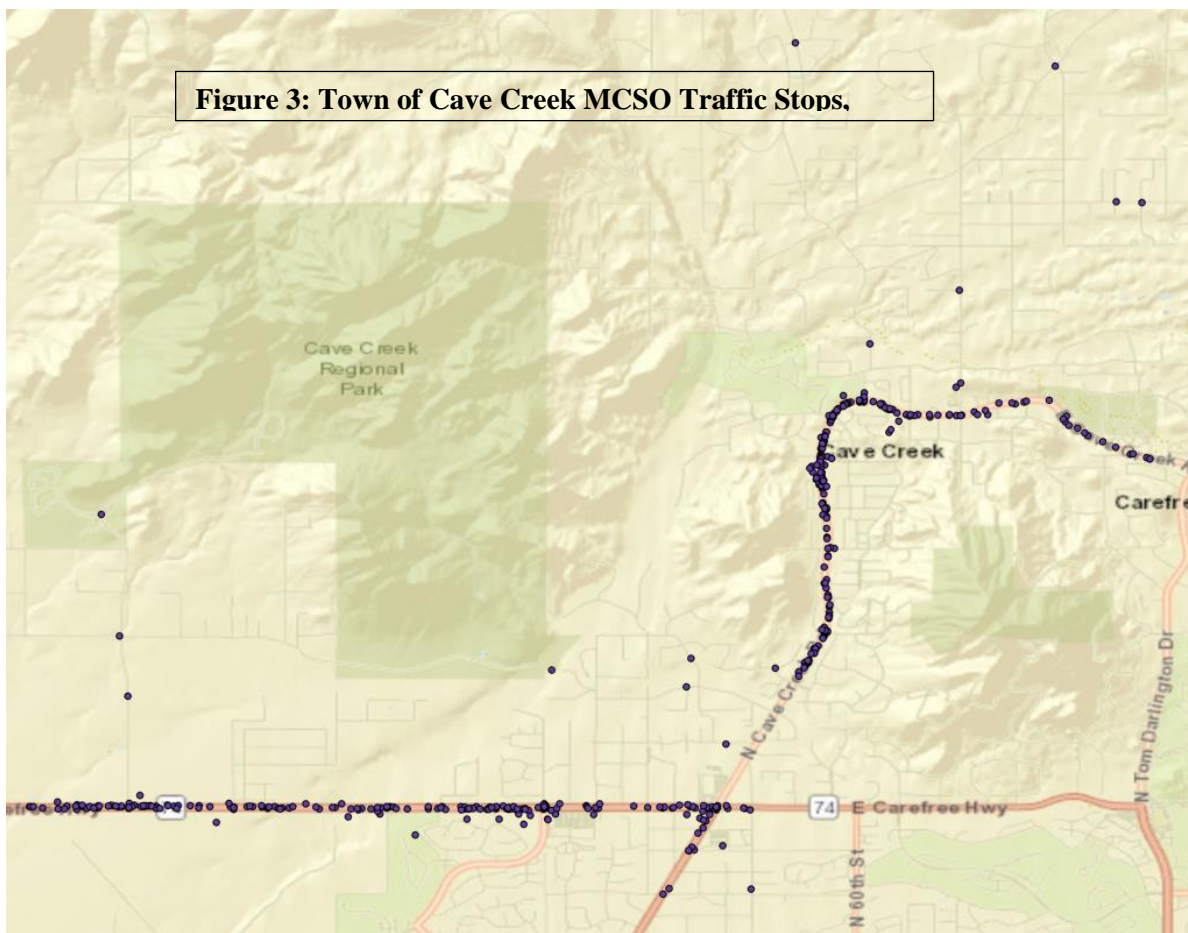 Figure 3: Town of Cave Creek MCSO Traffic Stops,
Cave Creek
Regional
Park
Cave Creek
Carefre
N Tom Darlington Dr
N Cave Creek
74
E Carefree Hwy
N 60th St